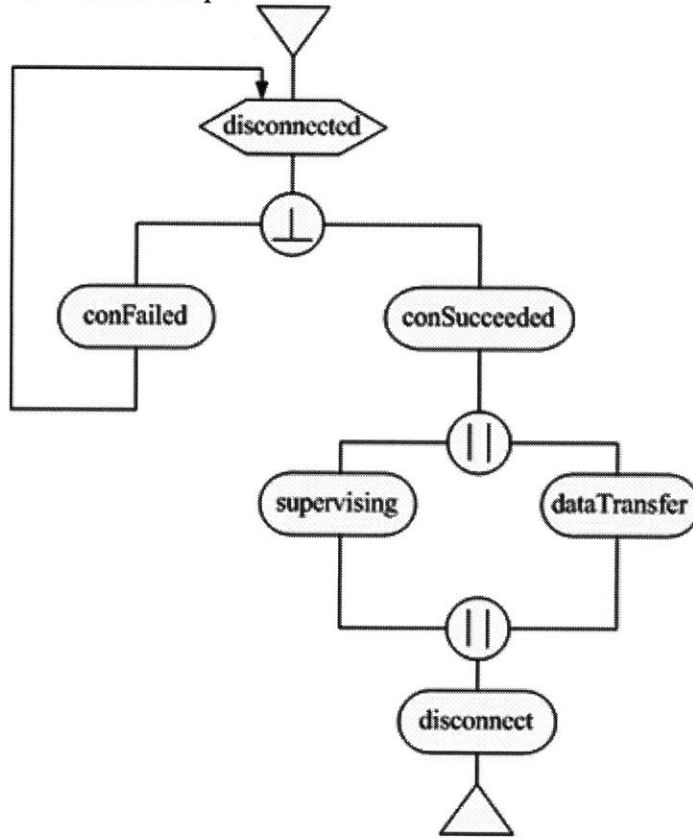 disconnected
conFailed
conSucceeded
supervising
dataTransfer
disconnect